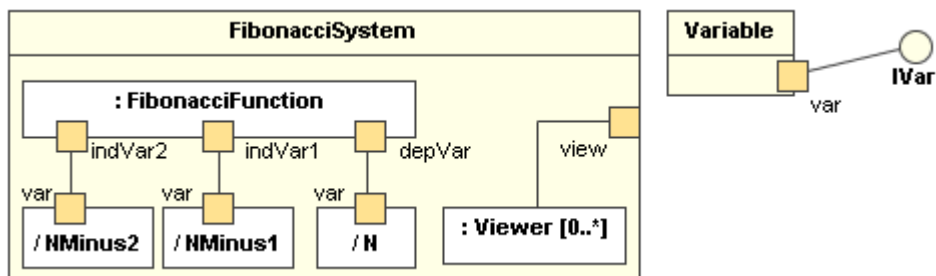 FibonacciSystem
Variable
: FibonacciFunction
IVar
var
indVar2
indVar1
depVar
view
var
var
var
/ NMinus2
/ NMinus1
/ N
: Viewer [0..*]